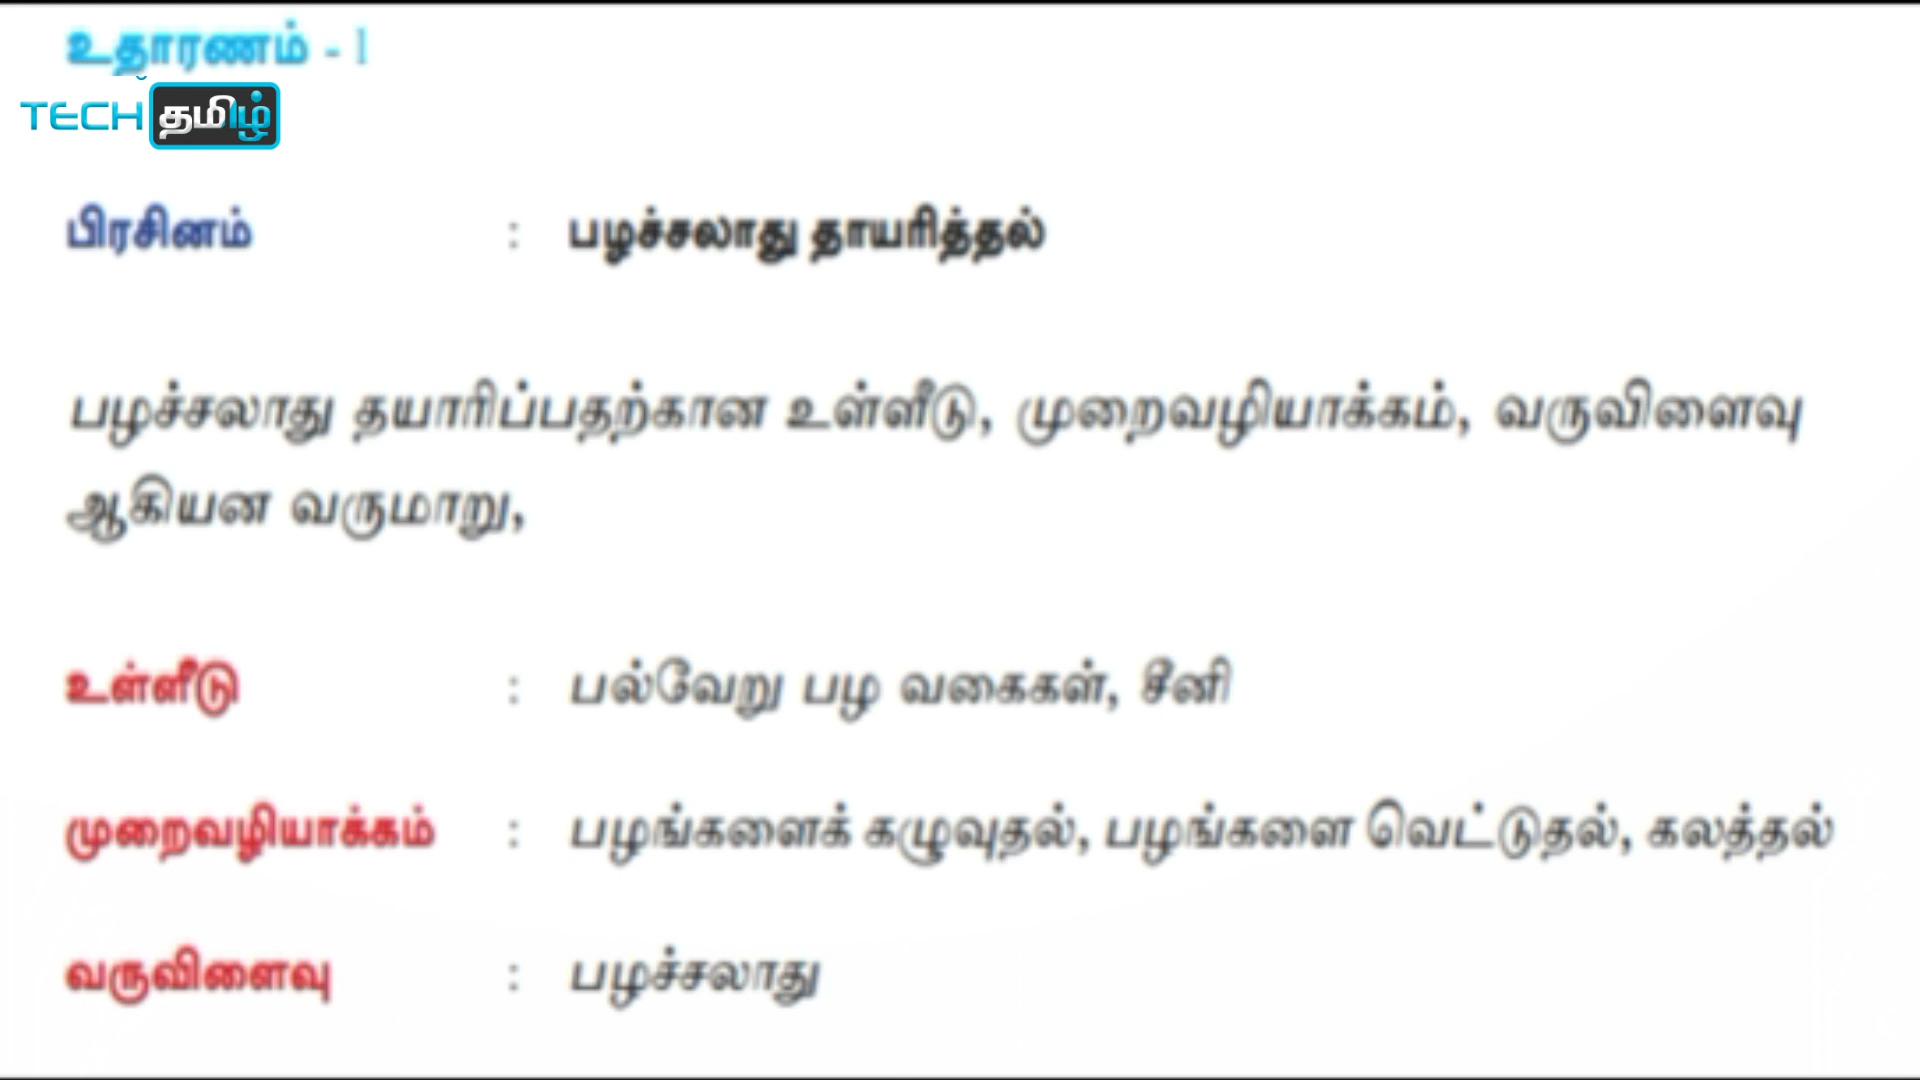 உதாரணம் - 1
TECH தமிழ்
பிரசினம் : பழச்சலாது தாயரித்தல்
பழச்சலாது தயாரிப்பதற்கான உள்ளீடு, முறைவழியாக்கம், வருவிளைவு
ஆகியன வருமாறு,
உள்ளீடு : பல்வேறு பழ வகைகள், சீனி
முறைவழியாக்கம் : பழங்களைக் கழுவுதல், பழங்களை வெட்டுதல், கலத்தல்
வருவிளைவு : பழச்சலாது